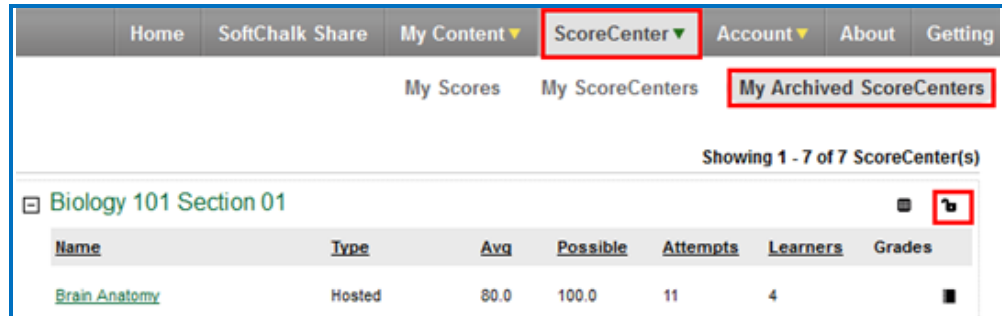 Home SoftChalk Share My Content ScoreCenter Account About Getting
My Scores My ScoreCenters My Archived ScoreCenters
Showing 1 - 7 of 7 ScoreCenter(s)
Biology 101 Section 01
Name Type Avg Possible Attempts Learners Grades
Brain Anatomy Hosted 80.0 100.0 11 4